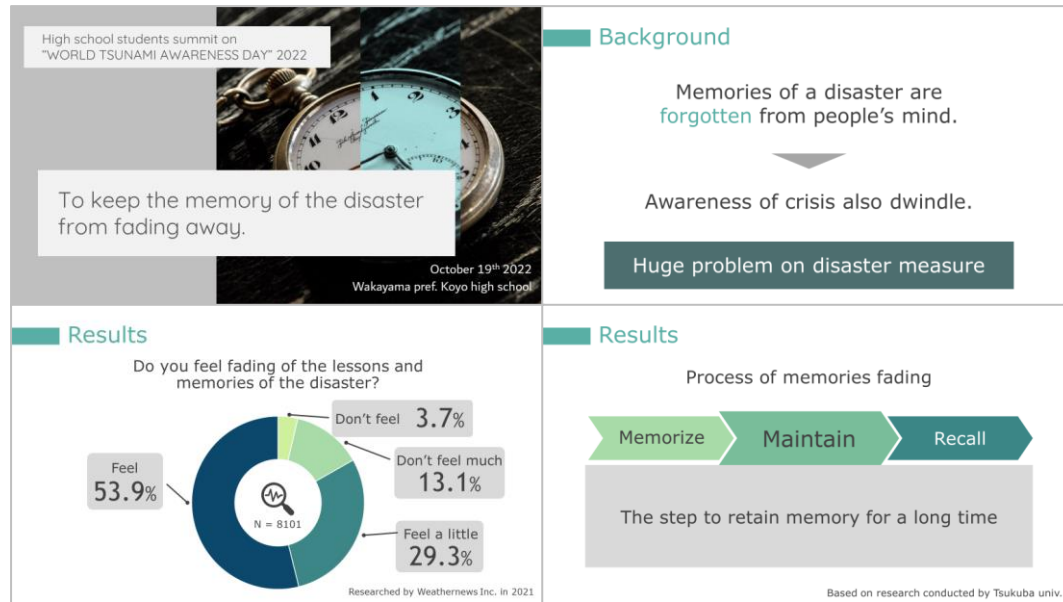 High school students summit on
"WORLD TSUNAMI AWARENESS DAY" 2022
To keep the memory of the disaster
from fading away.
October 19th 2022
Wakayama pref. Koyo high school
Background
Memories of a disaster are
forgotten from people's mind.
Awareness of crisis also dwindle.
Huge problem on disaster measure
Results
Do you feel fading of the lessons and
memories of the disaster?
Don't feel 3.7%
Don't feel much
13.1%
Feel
53.9%
N = 8101
Feel a little
29.3%
Researched by Weathernews Inc. in 2021
Results
Process of memories fading
Memorize
Maintain
Recall
The step to retain memory for a long time
Based on research conducted by Tsukuba univ.